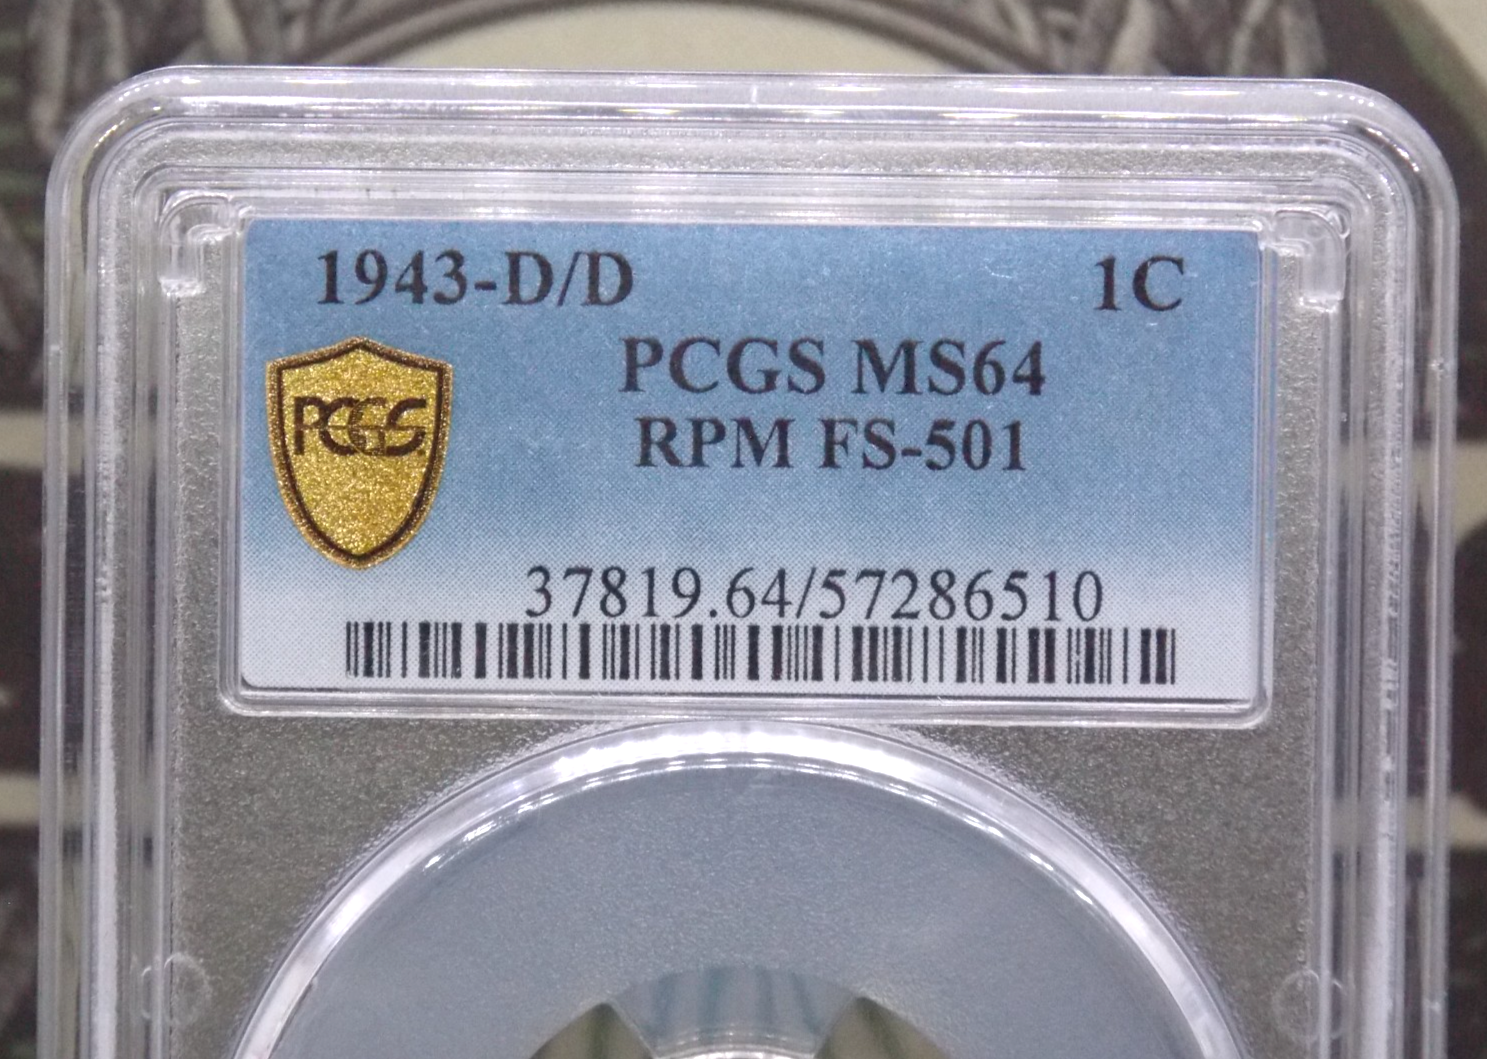 1943-D/D 1C
PCGS MS64
RPM FS-501
PCGS
37819.64/57286510